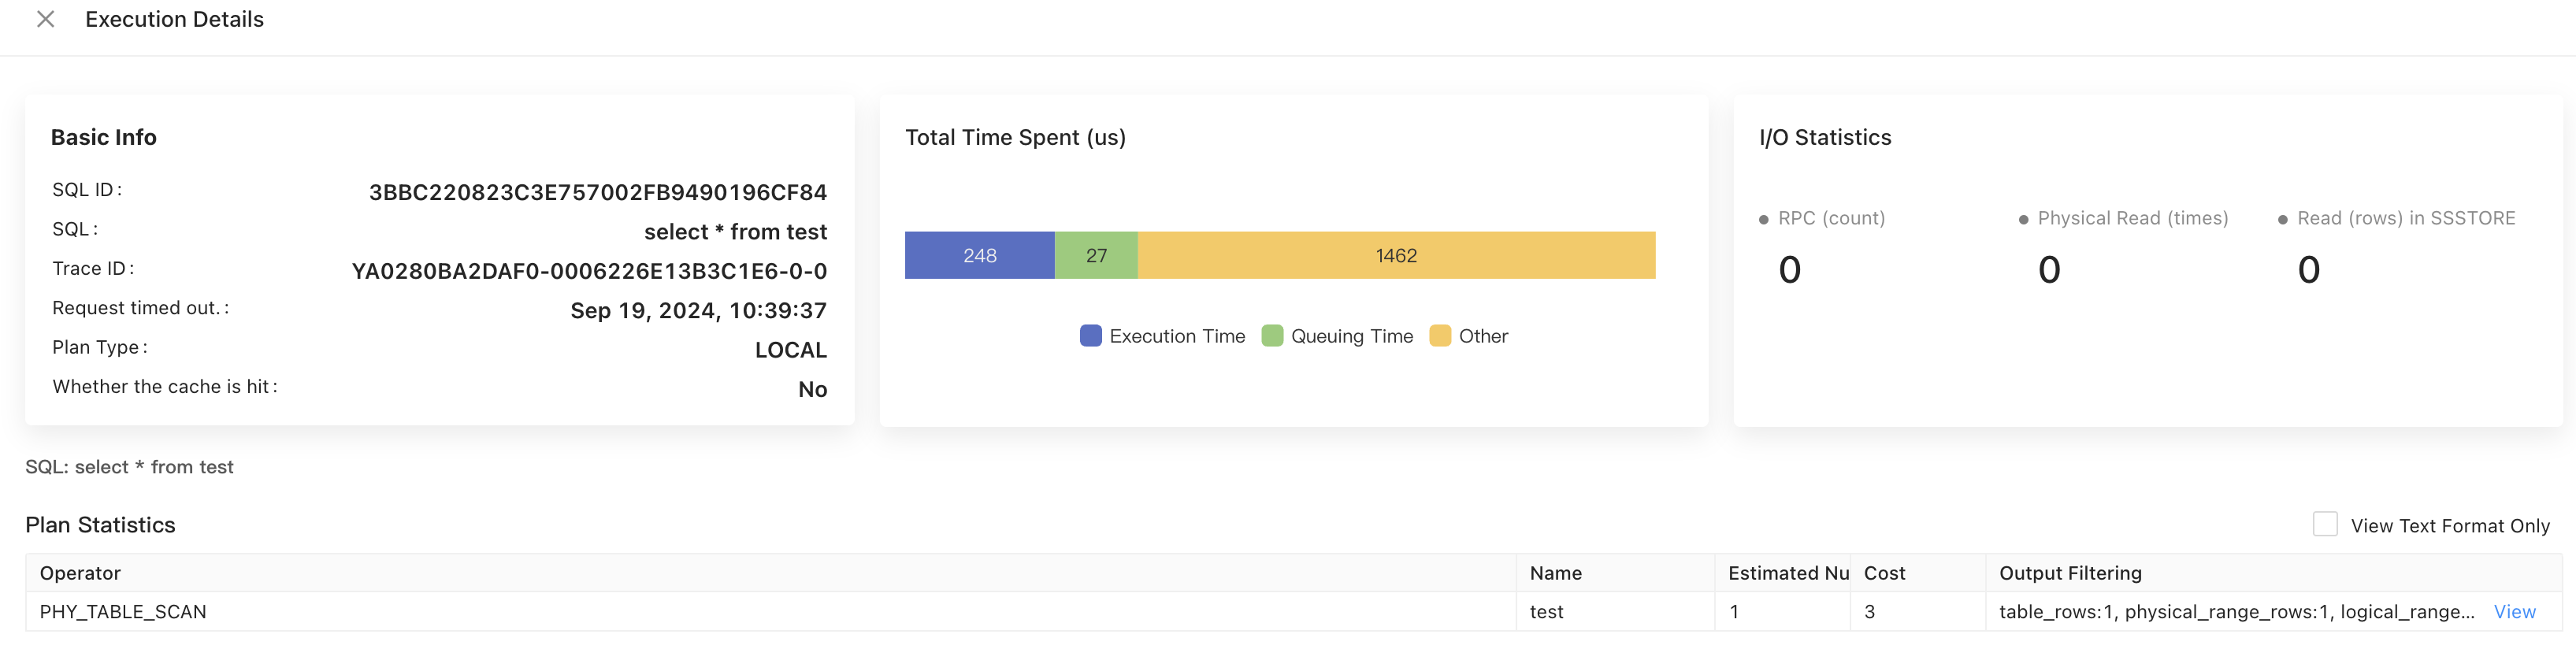 Execution Details
Basic Info
SQL ID:
3BBC220823C3E757002FB9490196CF84
SQL:
select * from test
Trace ID:
YA0280BA2DAF0-0006226E13B3C1E6-0-0
Request timed out.:
Sep 19, 2024, 10:39:37
Plan Type:
LOCAL
Whether the cache is hit:
No
Total Time Spent (us)
248 27 1462
Execution Time Queuing Time Other
I/O Statistics
RPC (count) Physical Read (times) Read (rows) in SSSTORE
0 0 0
SQL: select * from test
Plan Statistics
View Text Format Only
Operator Name Estimated Nu Cost Output Filtering
PHY_TABLE_SCAN test 1 3 table_rows:1, physical_range_rows:1, logical_range... View